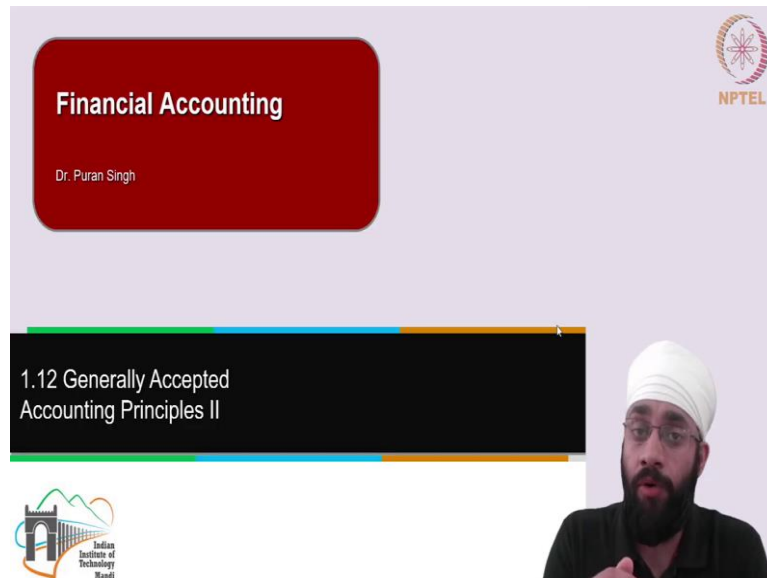 Financial Accounting
NPTEL
Dr. Puran Singh
1.12 Generally Accepted
Accounting Principles II
Indian
Institute of
Technology
Mandi